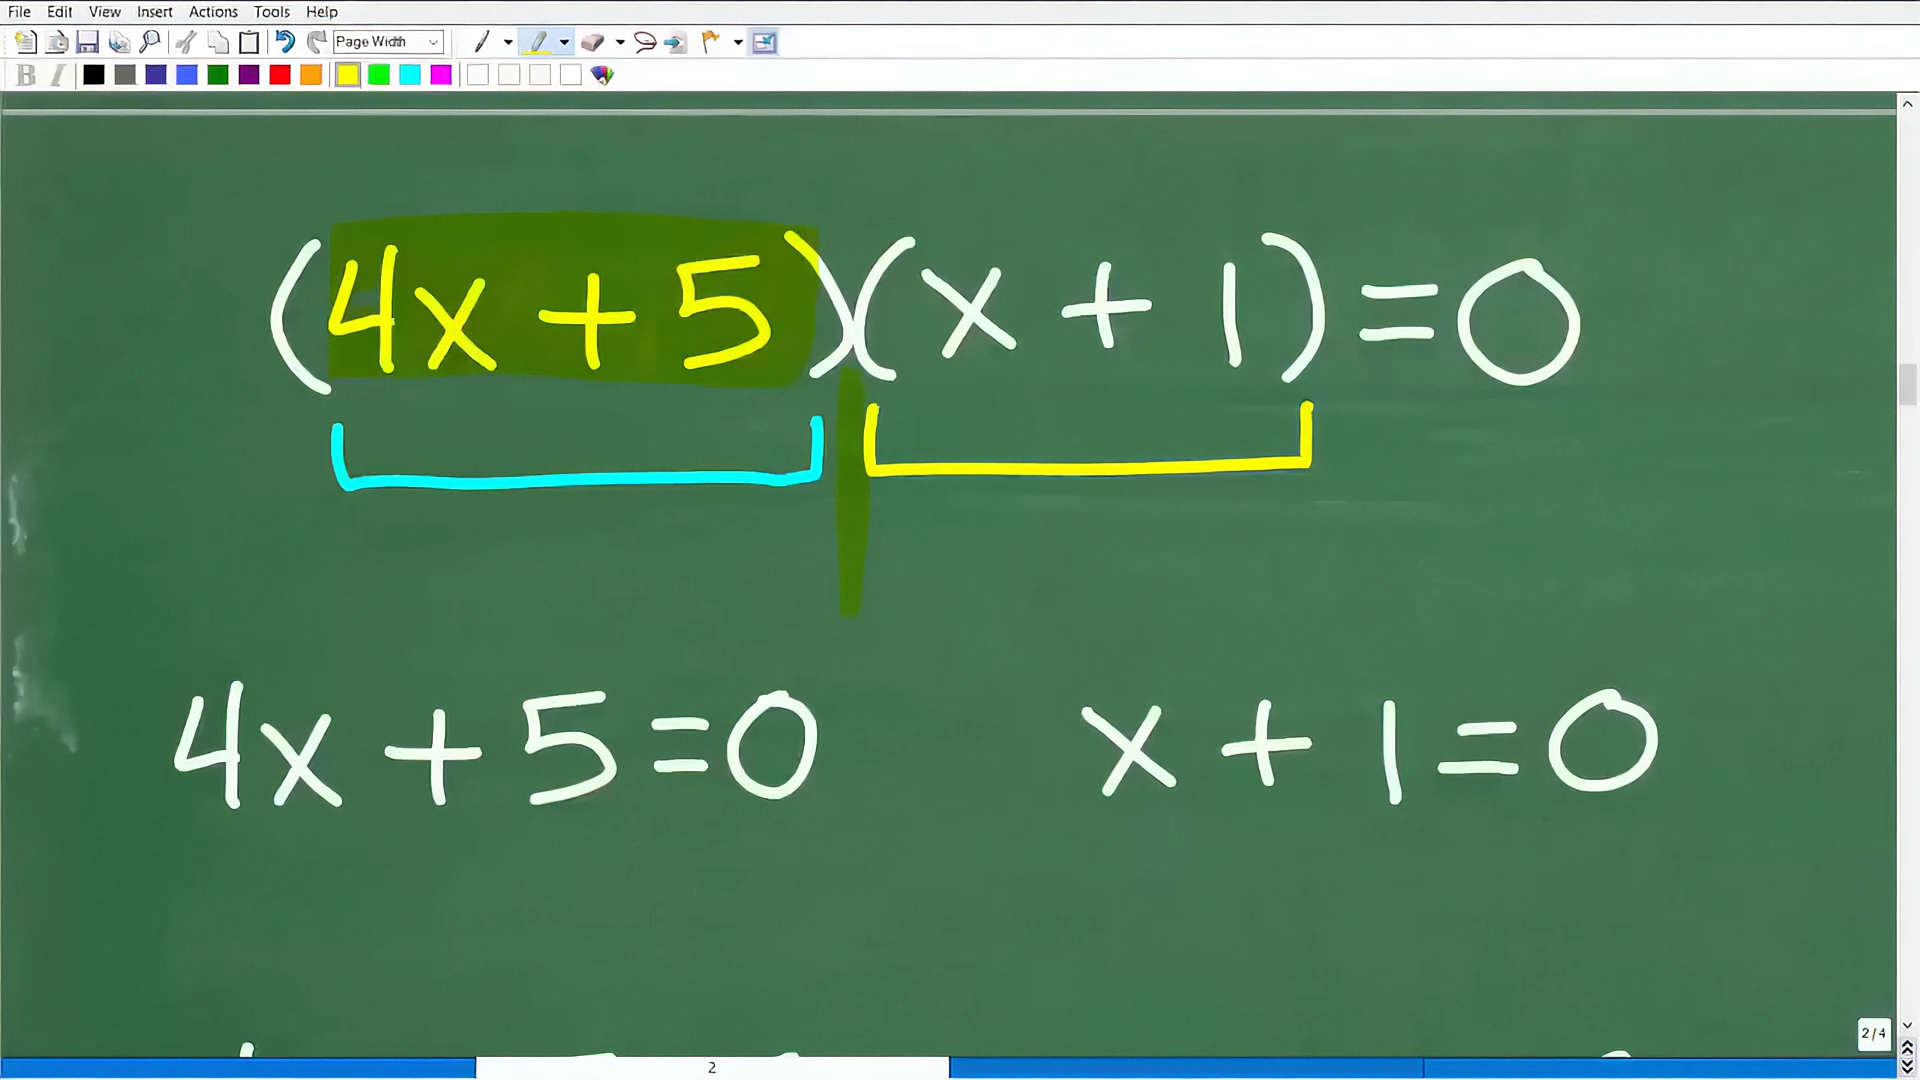 File Edit View Insert Actions Tools Help
Page Width
B I
(4x + 5)(x + 1) = 0
4x + 5 = 0 x + 1 = 0
2/4
2